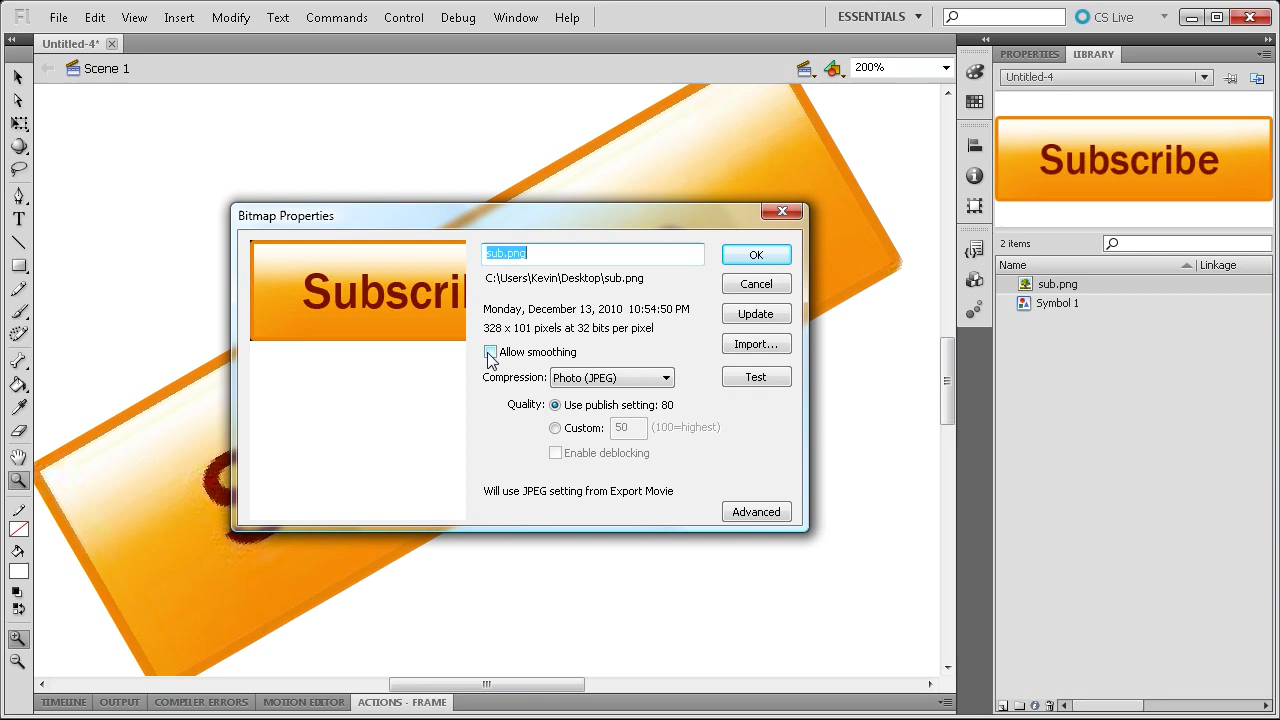 Fl File Edit View Insert Modify Text Commands Control Debug Window Help ESSENTIALS CS Live
Untitled-4*
Scene 1 200%
PROPERTIES LIBRARY
Untitled-4
Subscribe
2 items
Name Linkage
sub.png
Symbol 1
Bitmap Properties
Subscri
sub.png
C:\Users\Kevin\Desktop\sub.png
Monday, December 13, 2010 10:54:50 PM
328 x 101 pixels at 32 bits per pixel
Allow smoothing
Compression: Photo (JPEG)
Quality: Use publish setting: 80
Custom: 50 (100=highest)
Enable deblocking
Will use JPEG setting from Export Movie
OK
Cancel
Update
Import...
Test
Advanced
TIMELINE OUTPUT COMPILER ERRORS MOTION EDITOR ACTIONS - FRAME